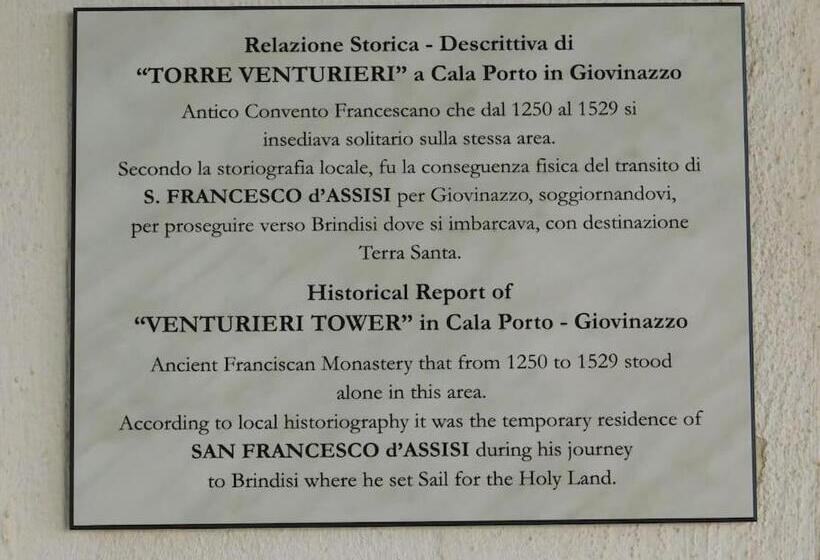 Relazione Storica - Descrittiva di
“TORRE VENTURIERI” a Cala Porto in Giovinazzo
Antico Convento Francescano che dal 1250 al 1529 si
insediava solitario sulla stessa area.
Secondo la storiografia locale, fu la conseguenza fisica del transito di
S. FRANCESCO d’ASSISI per Giovinazzo, soggiornandovi,
per proseguire verso Brindisi dove si imbarcava, con destinazione
Terra Santa.
Historical Report of
“VENTURIERI TOWER” in Cala Porto - Giovinazzo
Ancient Franciscan Monastery that from 1250 to 1529 stood
alone in this area.
According to local historiography it was the temporary residence of
SAN FRANCESCO d’ASSISI during his journey
to Brindisi where he set Sail for the Holy Land.